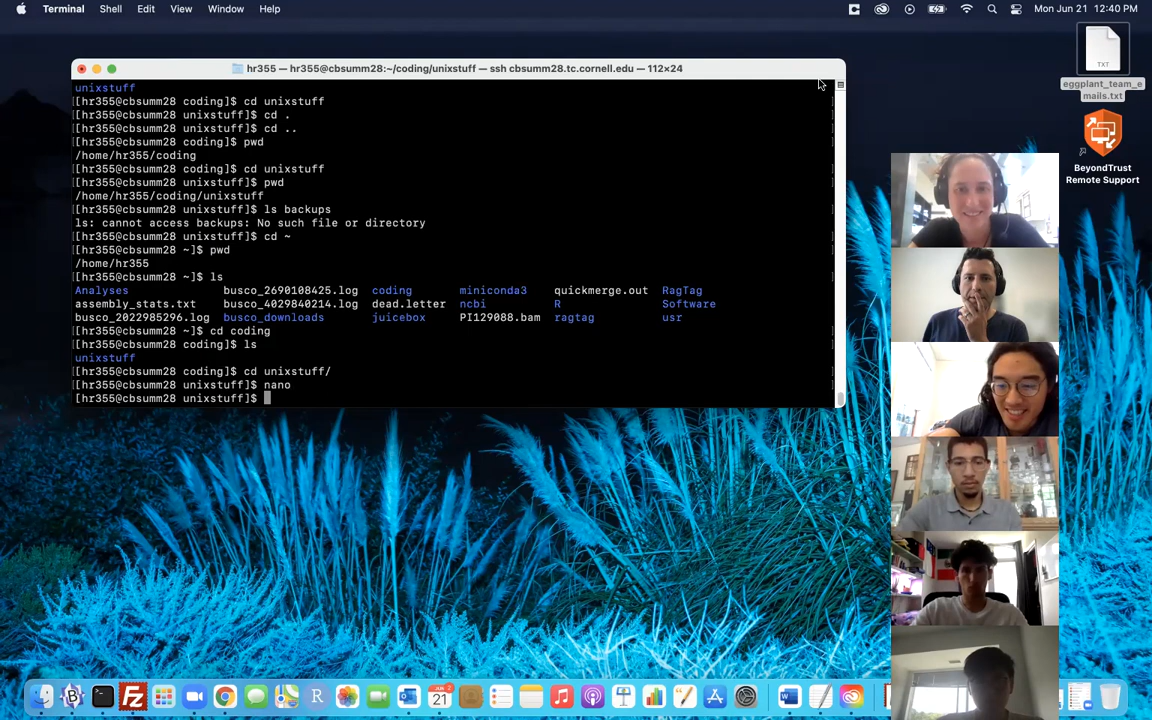 Terminal Shell Edit View Window Help Mon Jun 21 12:40 PM
hr355 — hr355@cbsumm28:~/coding/unixstuff — ssh cbsumm28.tc.cornell.edu — 112×24
unixstuff
[hr355@cbsumm28 coding]$ cd unixstuff
[hr355@cbsumm28 unixstuff]$ cd .
[hr355@cbsumm28 unixstuff]$ cd ..
[hr355@cbsumm28 coding]$ pwd
/home/hr355/coding
[hr355@cbsumm28 coding]$ cd unixstuff
[hr355@cbsumm28 unixstuff]$ pwd
/home/hr355/coding/unixstuff
[hr355@cbsumm28 unixstuff]$ ls backups
ls: cannot access backups: No such file or directory
[hr355@cbsumm28 unixstuff]$ cd ~
[hr355@cbsumm28 ~]$ pwd
/home/hr355
[hr355@cbsumm28 ~]$ ls
Analyses busco_2690108425.log coding miniconda3 quickmerge.out RagTag
assembly_stats.txt busco_4029840214.log dead.letter ncbi R Software
busco_2022985296.log busco_downloads juicebox PI129088.bam ragtag usr
[hr355@cbsumm28 ~]$ cd coding
[hr355@cbsumm28 coding]$ ls
unixstuff
[hr355@cbsumm28 coding]$ cd unixstuff/
[hr355@cbsumm28 unixstuff]$ nano
[hr355@cbsumm28 unixstuff]$
TXT
eggplant_team_e
mails.txt
BeyondTrust
Remote Support
JUN
21